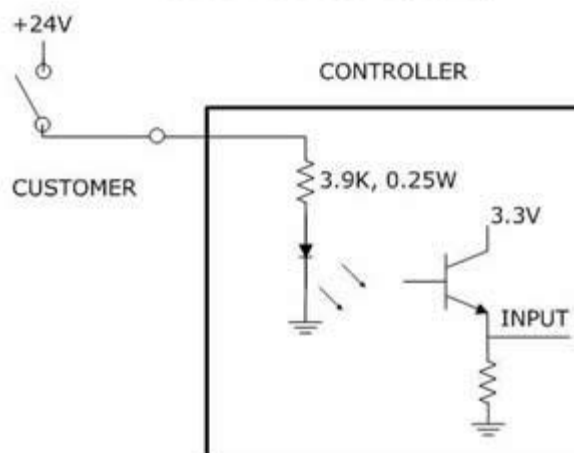 +24V
CONTROLLER
3.9K, 0.25W
CUSTOMER
3.3V
INPUT